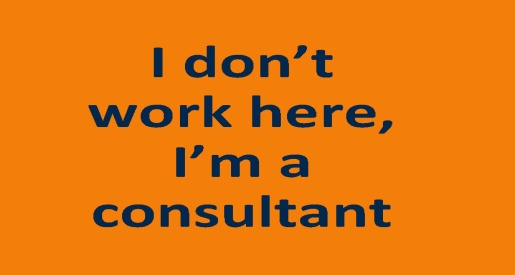 I don’t
work here,
I’m a
consultant